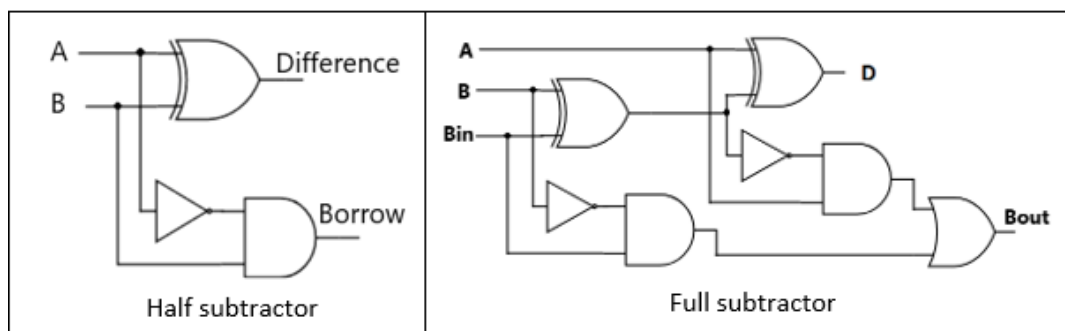 A
Difference
B
Borrow
Half subtractor
A
D
B
Bin
Bout
Full subtractor